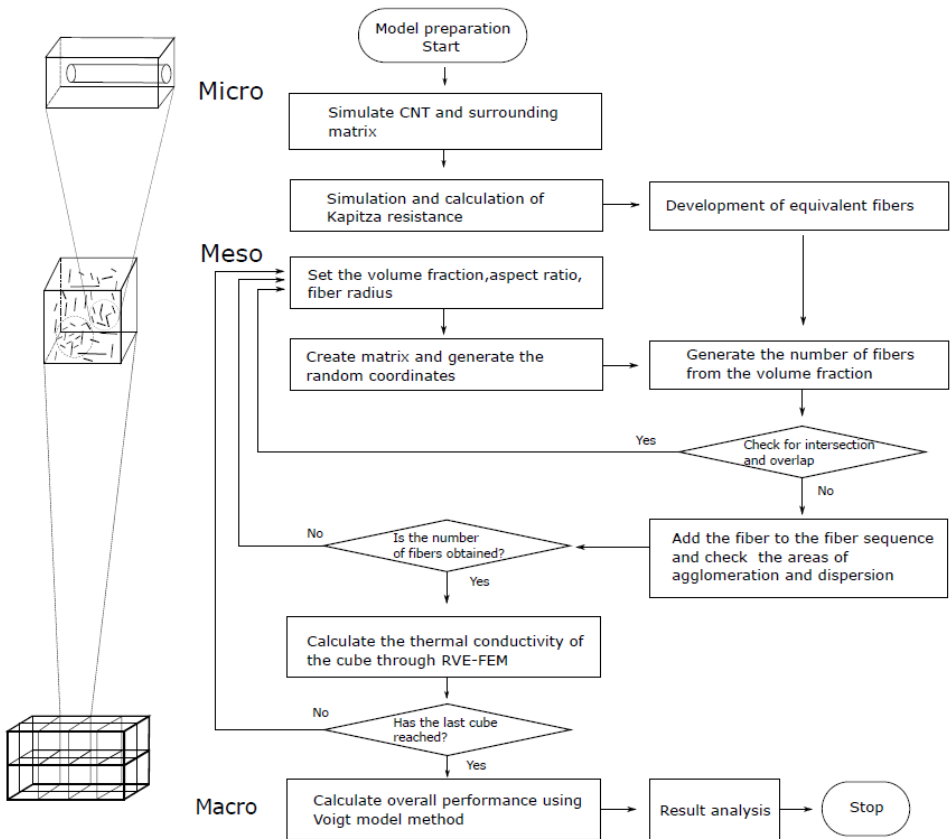 Model preparation
Start
Micro
Simulate CNT and surrounding
matrix
Simulation and calculation of
Kapitza resistance
Development of equivalent fibers
Meso
Set the volume fraction,aspect ratio,
fiber radius
Create matrix and generate the
random coordinates
Generate the number of fibers
from the volume fraction
Yes
Check for intersection
and overlap
No
No
Is the number
of fibers obtained?
Add the fiber to the fiber sequence
and check the areas of
agglomeration and dispersion
Yes
Calculate the thermal conductivity of
the cube through RVE-FEM
No
Has the last cube
reached?
Yes
Macro
Calculate overall performance using
Voigt model method
Result analysis
Stop